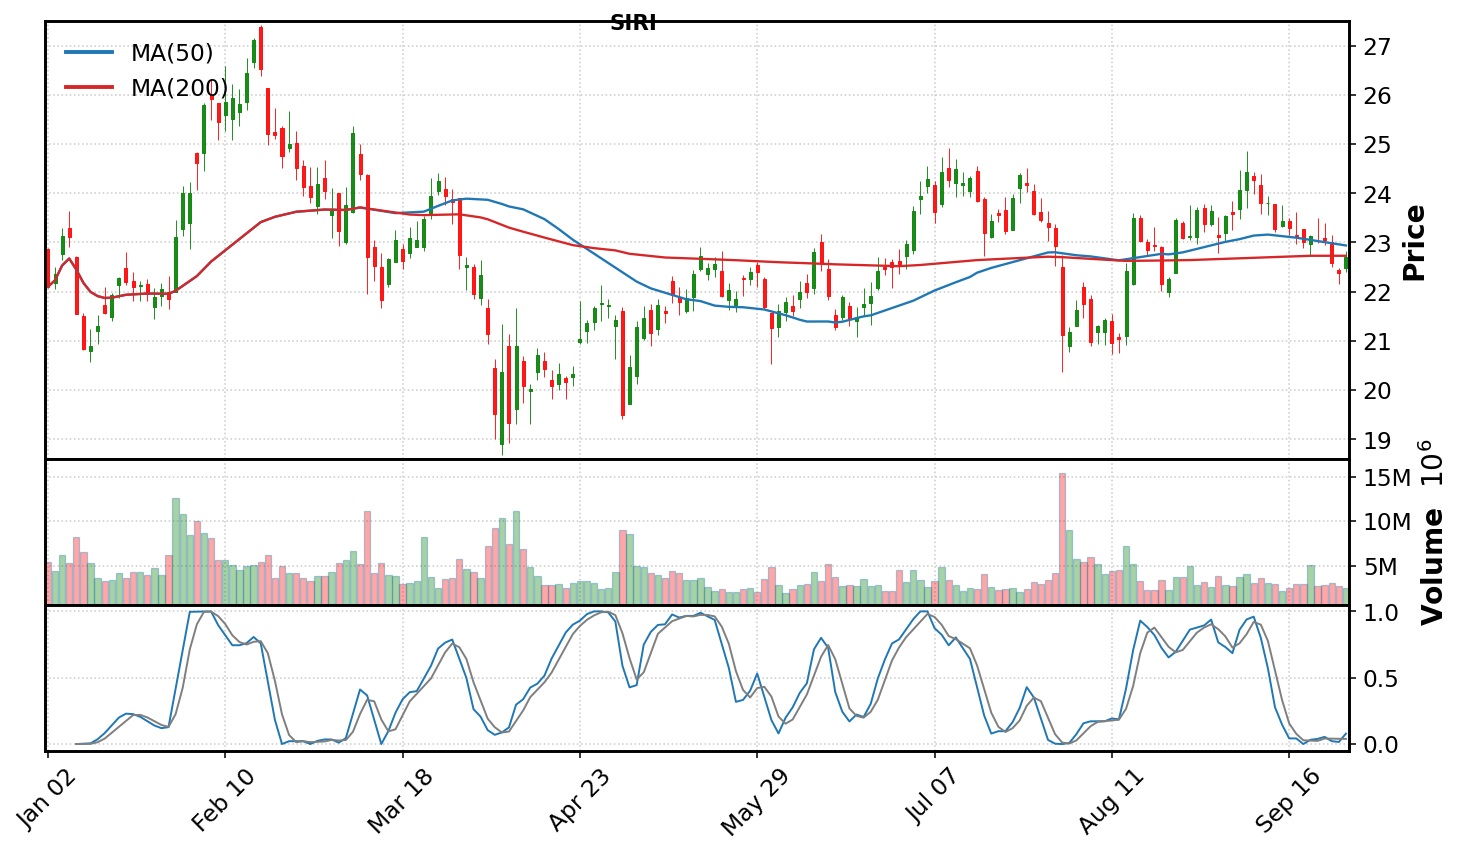 SIRI
MA(50)
MA(200)
27
26
25
24
23
22
21
20
19
Price
15M
10M
5M
Volume 10^6
1.0
0.5
0.0
Jan 02
Feb 10
Mar 18
Apr 23
May 29
Jul 07
Aug 11
Sep 16